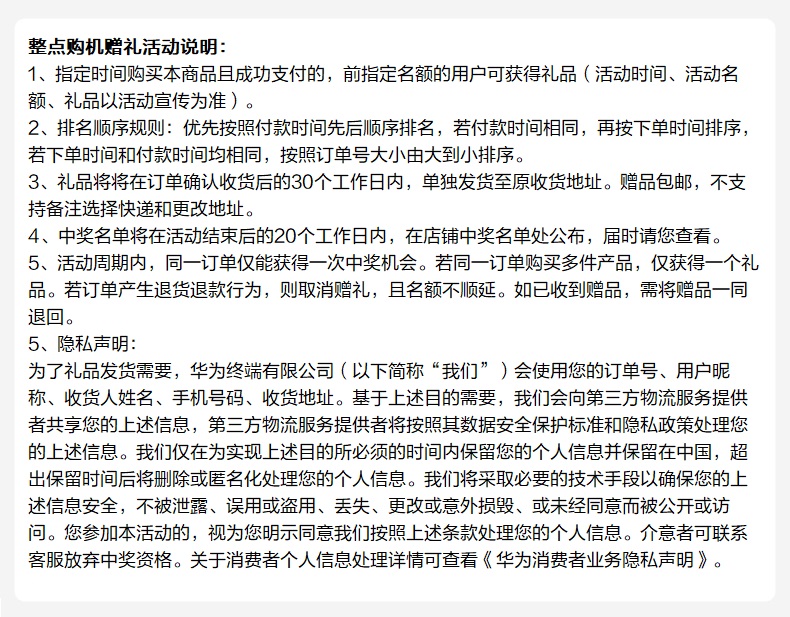 整点购机赠礼活动说明：
1、指定时间购买本商品且成功支付的，前指定名额的用户可获得礼品（活动时间、活动名
额、礼品以活动宣传为准）。
2、排名顺序规则：优先按照付款时间先后顺序排名，若付款时间相同，再按下单时间排序，
若下单时间和付款时间均相同，按照订单号大小由大到小排序。
3、礼品将将在订单确认收货后的30个工作日内，单独发货至原收货地址。赠品包邮，不支
持备注选择快递和更改地址。
4、中奖名单将在活动结束后的20个工作日内，在店铺中奖名单处公布，届时请您查看。
5、活动周期内，同一订单仅能获得一次中奖机会。若同一订单购买多件产品，仅获得一个礼
品。若订单产生退货退款行为，则取消赠礼，且名额不顺延。如已收到赠品，需将赠品一同
退回。
5、隐私声明：
为了礼品发货需要，华为终端有限公司（以下简称“我们”）会使用您的订单号、用户昵
称、收货人姓名、手机号码、收货地址。基于上述目的需要，我们会向第三方物流服务提供
者共享您的上述信息，第三方物流服务提供者将按照其数据安全保护标准和隐私政策处理您
的上述信息。我们仅在为实现上述目的所必须的时间内保留您的个人信息并保留在中国，超
出保留时间后将删除或匿名化处理您的个人信息。我们将采取必要的技术手段以确保您的上
述信息安全，不被泄露、误用或盗用、丢失、更改或意外损毁、或未经同意而被公开或访
问。您参加本活动的，视为您明示同意我们按照上述条款处理您的个人信息。介意者可联系
客服放弃中奖资格。关于消费者个人信息处理详情可查看《华为消费者业务隐私声明》。